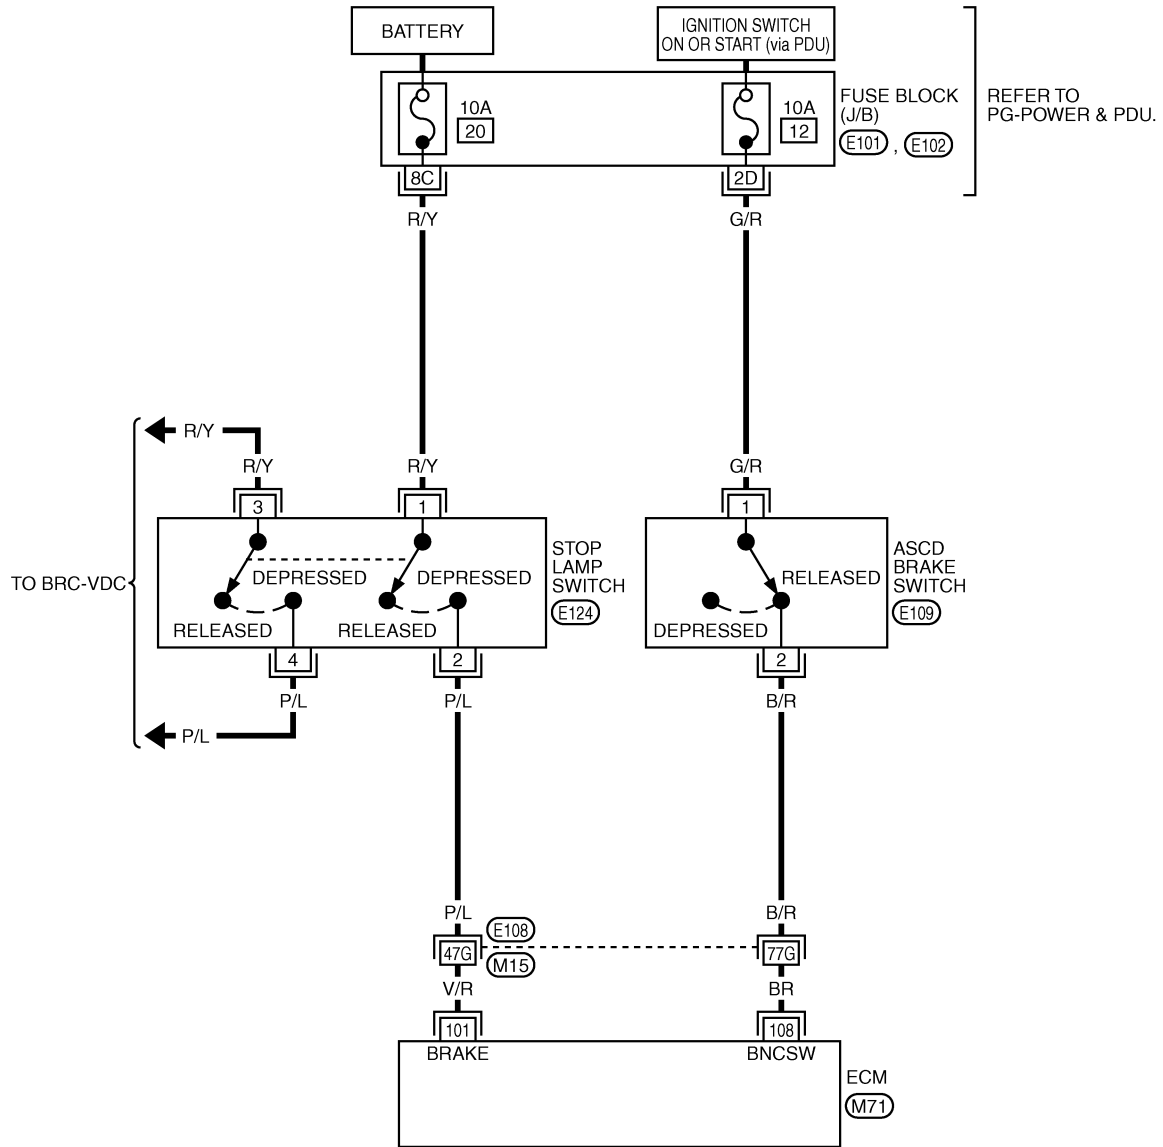 BATTERY
IGNITION SWITCH
ON OR START (via PDU)
10A
20
10A
12
FUSE BLOCK
(J/B)
E101 , E102
REFER TO
PG-POWER & PDU.
8C
2D
R/Y
G/R
R/Y
R/Y
R/Y
G/R
3
1
1
TO BRC-VDC
DEPRESSED
RELEASED
DEPRESSED
RELEASED
STOP
LAMP
SWITCH
E124
RELEASED
DEPRESSED
ASCD
BRAKE
SWITCH
E109
4
2
2
P/L
P/L
B/R
P/L
P/L
B/R
E108
47G
77G
M15
V/R
BR
101
108
BRAKE
BNCSW
ECM
M71